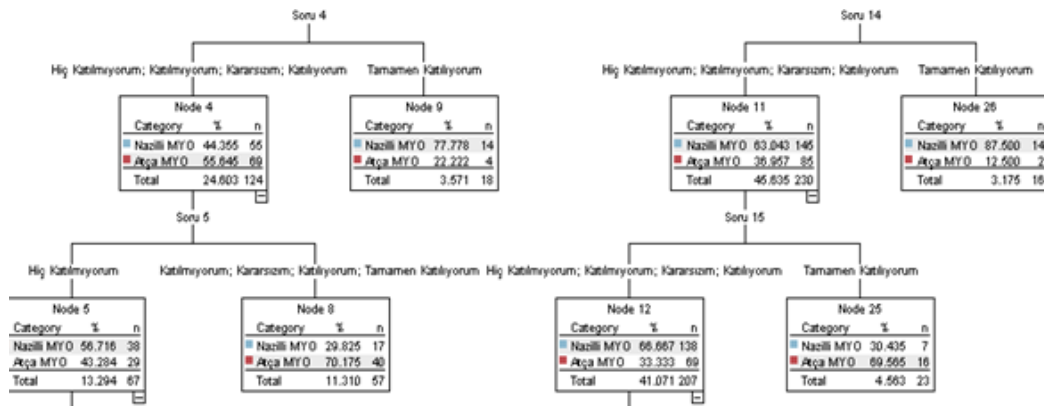 Soru 4
Soru 14
Hiç Katılmıyorum; Katılmıyorum; Kararsızım; Katılıyorum
Tamamen Katılıyorum
Hiç Katılmıyorum; Katılmıyorum; Kararsızım; Katılıyorum
Tamamen Katılıyorum
Node 4
Category % n
Nazilli MYO 44.355 55
Atça MYO 55.645 69
Total 24.603 124
Node 9
Category % n
Nazilli MYO 77.778 14
Atça MYO 22.222 4
Total 3.571 18
Node 11
Category % n
Nazilli MYO 63.043 145
Atça MYO 36.957 85
Total 45.635 230
Node 26
Category % n
Nazilli MYO 87.500 14
Atça MYO 12.500 2
Total 3.175 16
Soru 5
Soru 15
Hiç Katılmıyorum
Katılmıyorum; Kararsızım; Katılıyorum; Tamamen Katılıyorum
Hiç Katılmıyorum; Katılmıyorum; Kararsızım; Katılıyorum
Tamamen Katılıyorum
Node 5
Category % n
Nazilli MYO 56.716 38
Atça MYO 43.284 29
Total 13.294 67
Node 8
Category % n
Nazilli MYO 29.825 17
Atça MYO 70.175 40
Total 11.310 57
Node 12
Category % n
Nazilli MYO 66.667 138
Atça MYO 33.333 69
Total 41.071 207
Node 25
Category % n
Nazilli MYO 30.435 7
Atça MYO 69.565 16
Total 4.563 23